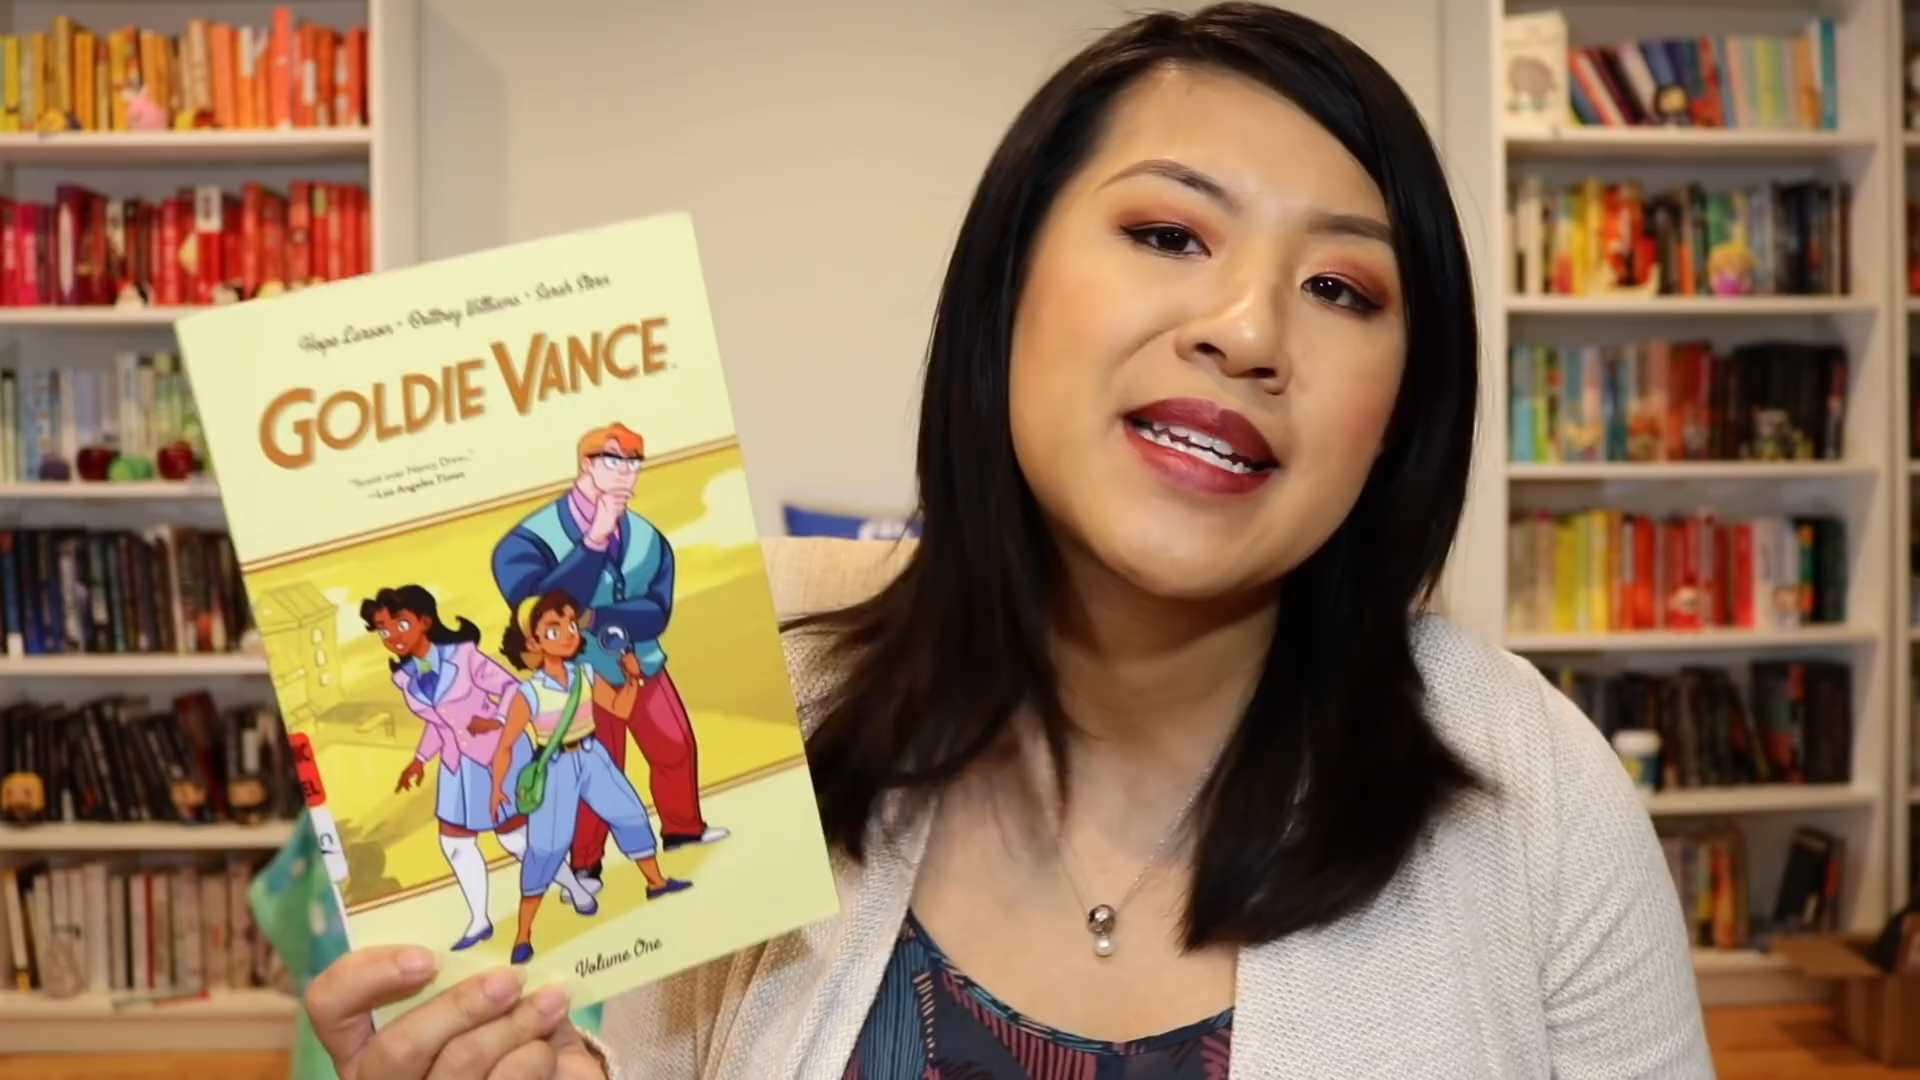 Hope Larson · Brittney Williams · Sarah Stern
GOLDIE VANCE
"Scoot over Nancy Drew..."
—Los Angeles Times
Volume One